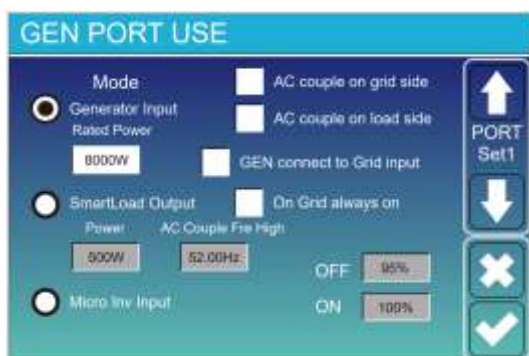 GEN PORT USE
Mode
AC couple on grid side
Generator Input
Rated Power
AC couple on load side
PORT
Set1
8000W
GEN connect to Grid input
SmartLoad Output
On Grid always on
Power
AC Couple Fre High
500W
52.00Hz
OFF
95%
Micro Inv Input
ON
100%